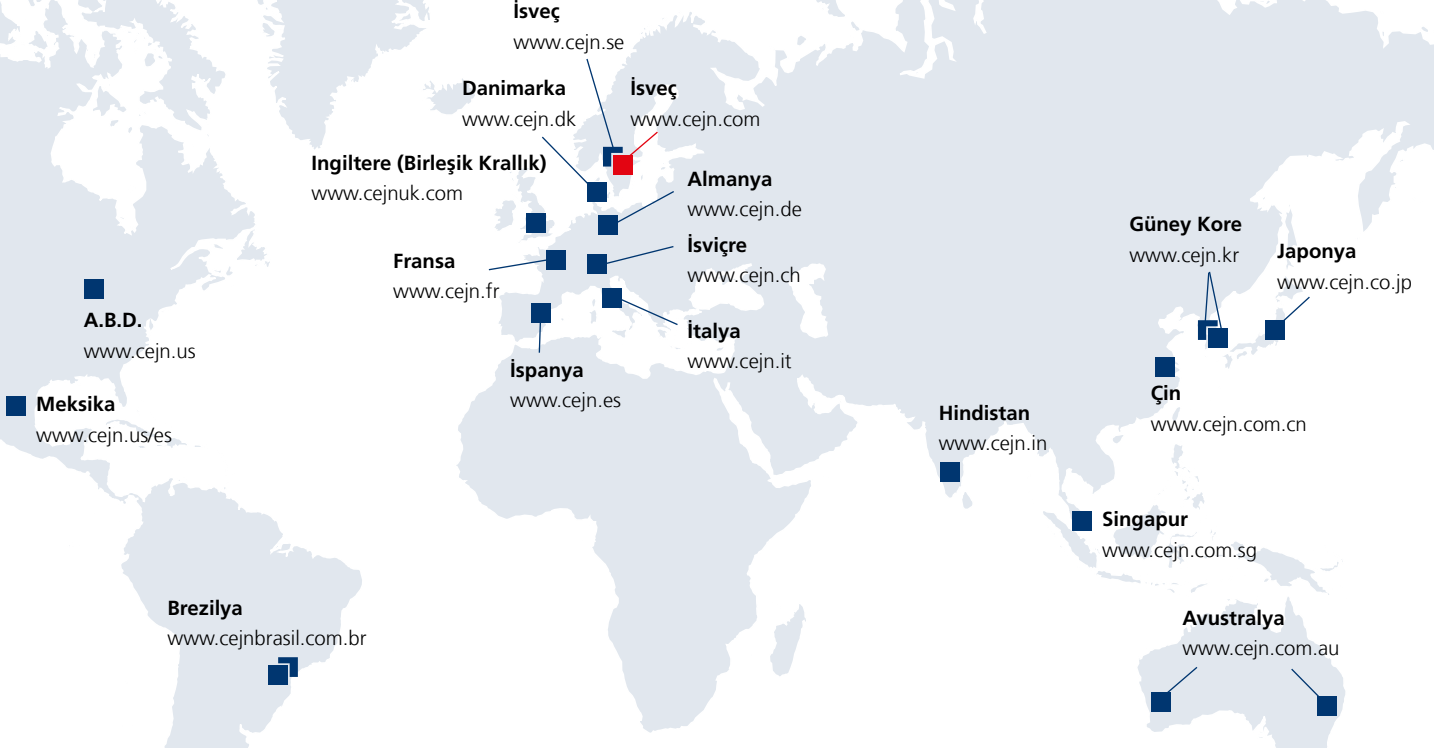 İsveç
www.cejn.se
Danimarka
www.cejn.dk
İsveç
www.cejn.com
Ingiltere (Birleşik Krallık)
www.cejnuk.com
Almanya
www.cejn.de
Fransa
www.cejn.fr
İsviçre
www.cejn.ch
Güney Kore
www.cejn.kr
Japonya
www.cejn.co.jp
A.B.D.
www.cejn.us
İtalya
www.cejn.it
İspanya
www.cejn.es
Meksika
www.cejn.us/es
Hindistan
www.cejn.in
Çin
www.cejn.com.cn
Singapur
www.cejn.com.sg
Brezilya
www.cejnbrasil.com.br
Avustralya
www.cejn.com.au